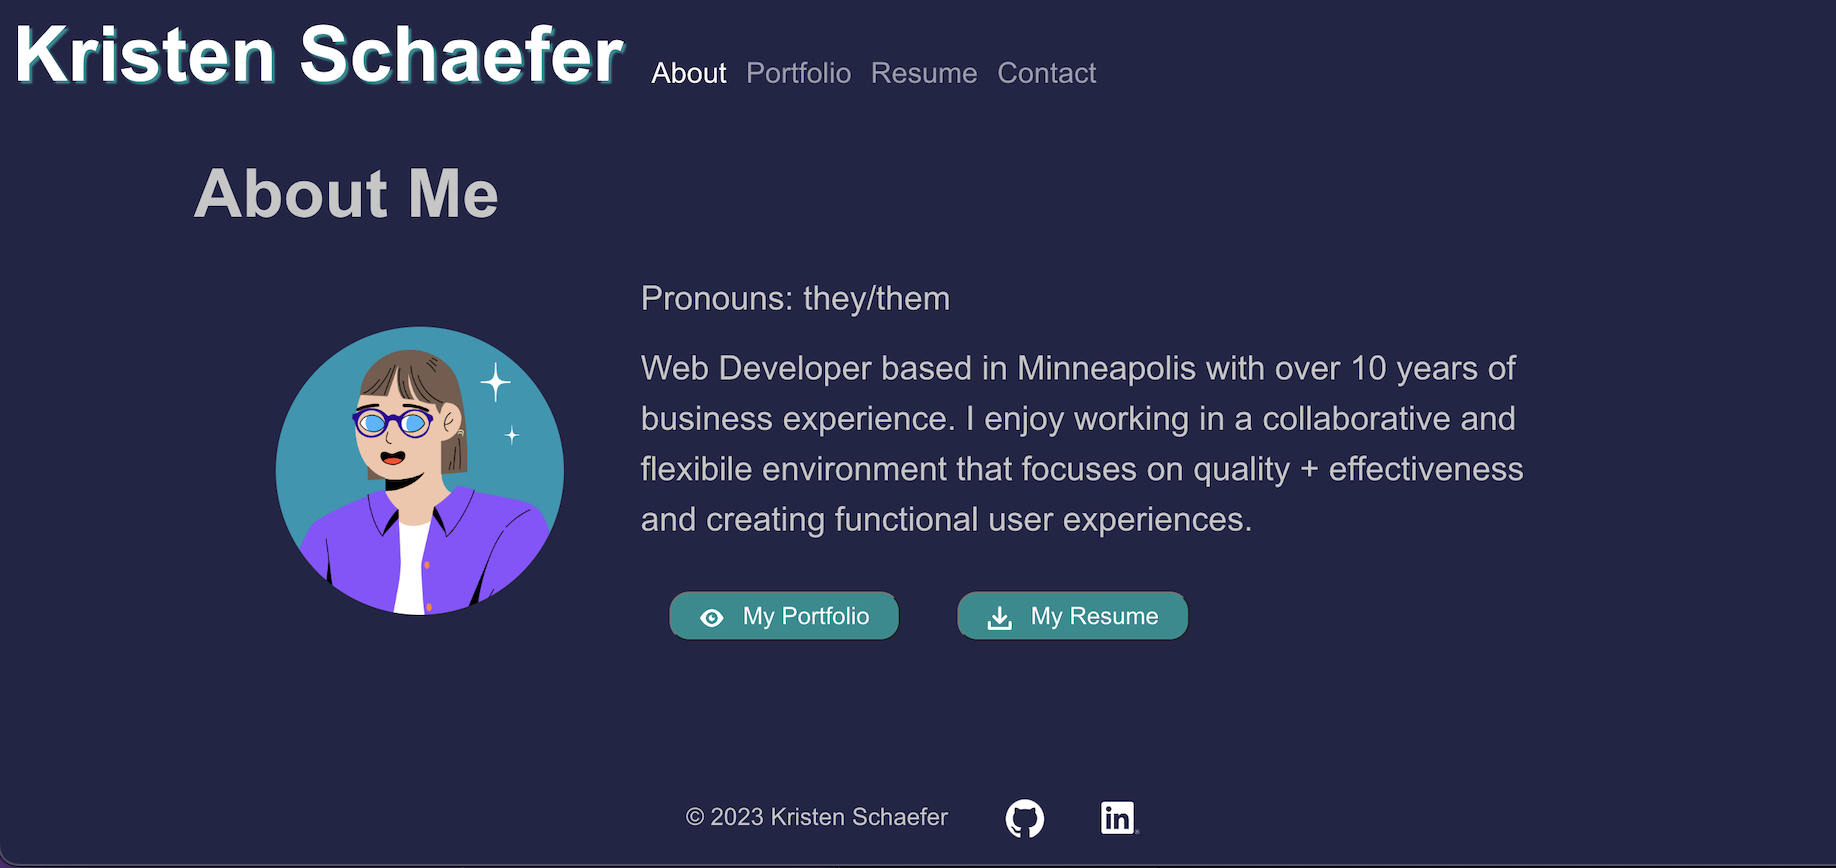 Kristen Schaefer
About Portfolio Resume Contact
About Me
Pronouns: they/them
Web Developer based in Minneapolis with over 10 years of
business experience. I enjoy working in a collaborative and
flexibile environment that focuses on quality + effectiveness
and creating functional user experiences.
My Portfolio
My Resume
© 2023 Kristen Schaefer
in